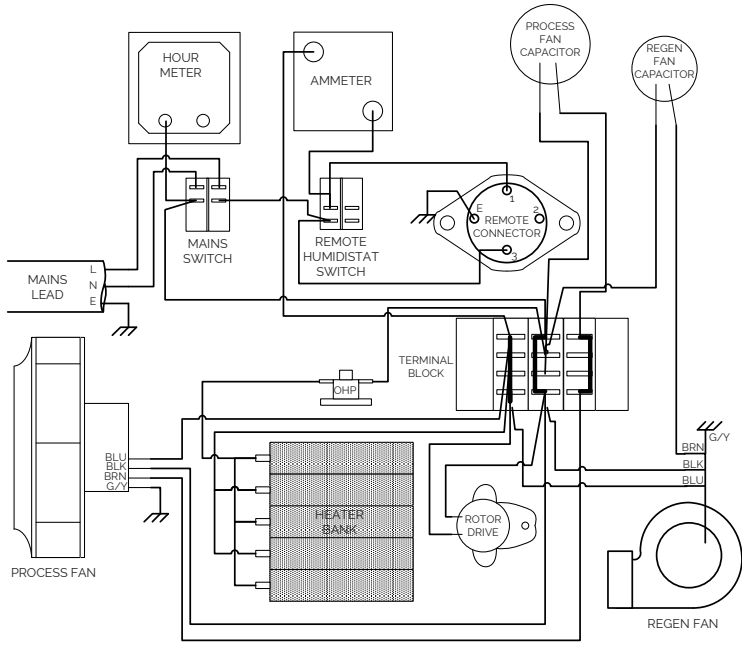 PROCESS
FAN
CAPACITOR
REGEN
FAN
CAPACITOR
HOUR
METER
AMMETER
1
E
2
REMOTE
CONNECTOR
3
MAINS
SWITCH
REMOTE
HUMIDISTAT
SWITCH
L
MAINS
LEAD
N
E
TERMINAL
BLOCK
OHP
G/Y
BRN
BLK
BLU
BLU
BLK
BRN
G/Y
HEATER
BANK
ROTOR
DRIVE
PROCESS FAN
REGEN FAN